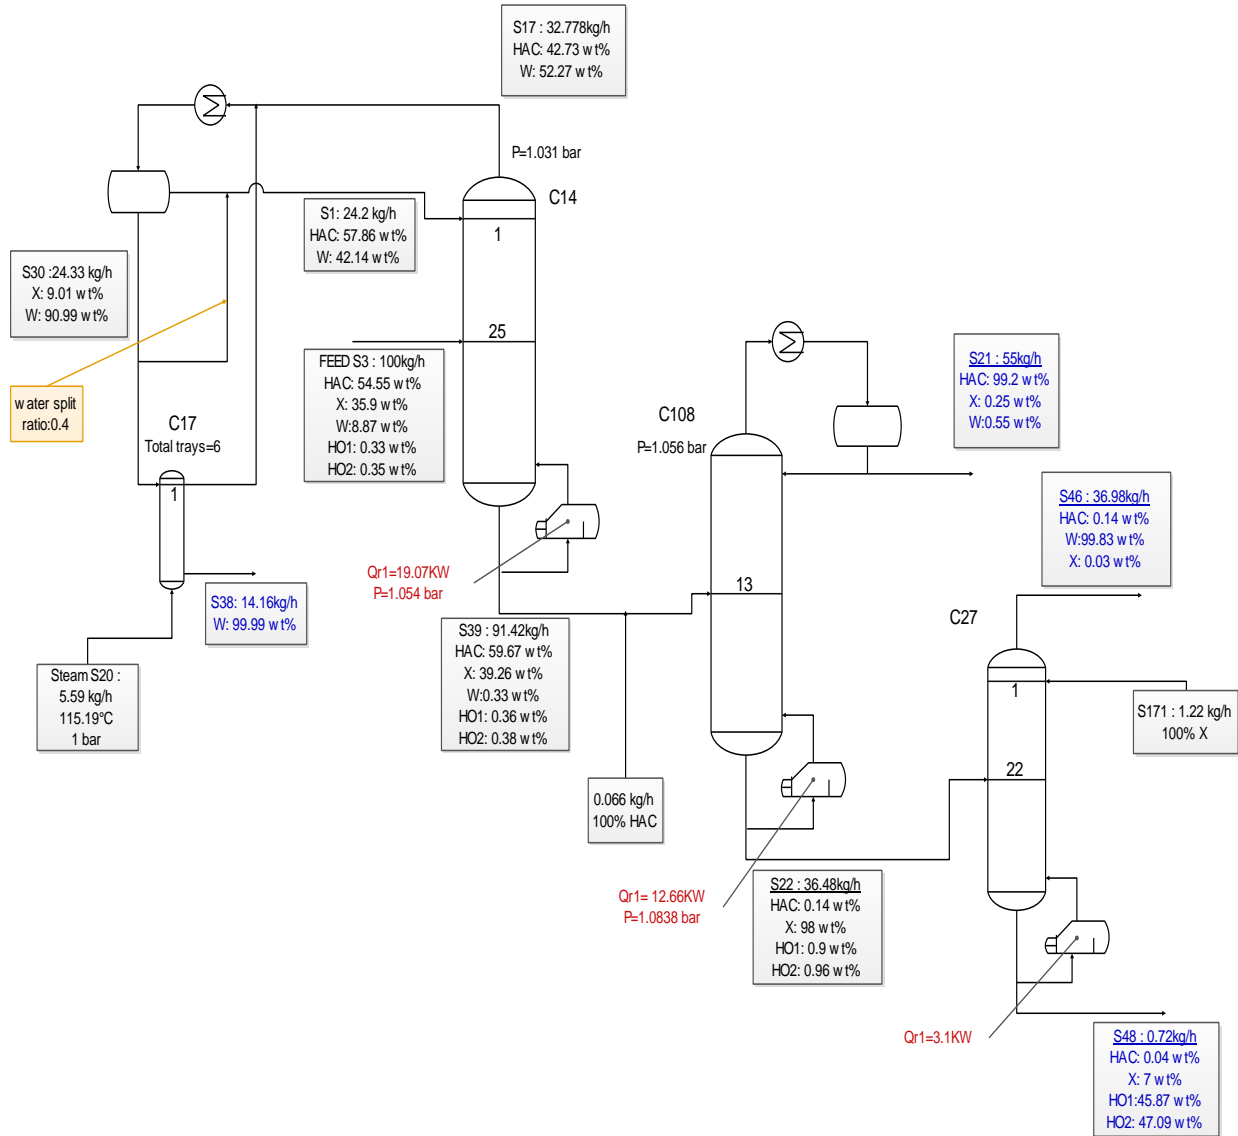 S17 : 32.778kg/h
HAC: 42.73 wt%
W: 52.27 wt%
P=1.031 bar
C14
S1: 24.2 kg/h
HAC: 57.86 wt%
W: 42.14 wt%
1
S30 :24.33 kg/h
X: 9.01 wt%
W: 90.99 wt%
25
FEED S3 : 100kg/h
HAC: 54.55 wt%
X: 35.9 wt%
W:8.87 wt%
HO1: 0.33 wt%
HO2: 0.35 wt%
water split
ratio:0.4
C17
Total trays=6
1
S38: 14.16kg/h
W: 99.99 wt%
Steam S20 :
5.59 kg/h
115.19°C
1 bar
Qr1=19.07KW
P=1.054 bar
S39 : 91.42kg/h
HAC: 59.67 wt%
X: 39.26 wt%
W:0.33 wt%
HO1: 0.36 wt%
HO2: 0.38 wt%
0.066 kg/h
100% HAC
C108
P=1.056 bar
13
S21 : 55kg/h
HAC: 99.2 wt%
X: 0.25 wt%
W:0.55 wt%
S46 : 36.98kg/h
HAC: 0.14 wt%
W:99.83 wt%
X: 0.03 wt%
C27
1
S171 : 1.22 kg/h
100% X
22
Qr1= 12.66KW
P=1.0838 bar
S22 : 36.48kg/h
HAC: 0.14 wt%
X: 98 wt%
HO1: 0.9 wt%
HO2: 0.96 wt%
Qr1=3.1KW
S48 : 0.72kg/h
HAC: 0.04 wt%
X: 7 wt%
HO1:45.87 wt%
HO2: 47.09 wt%